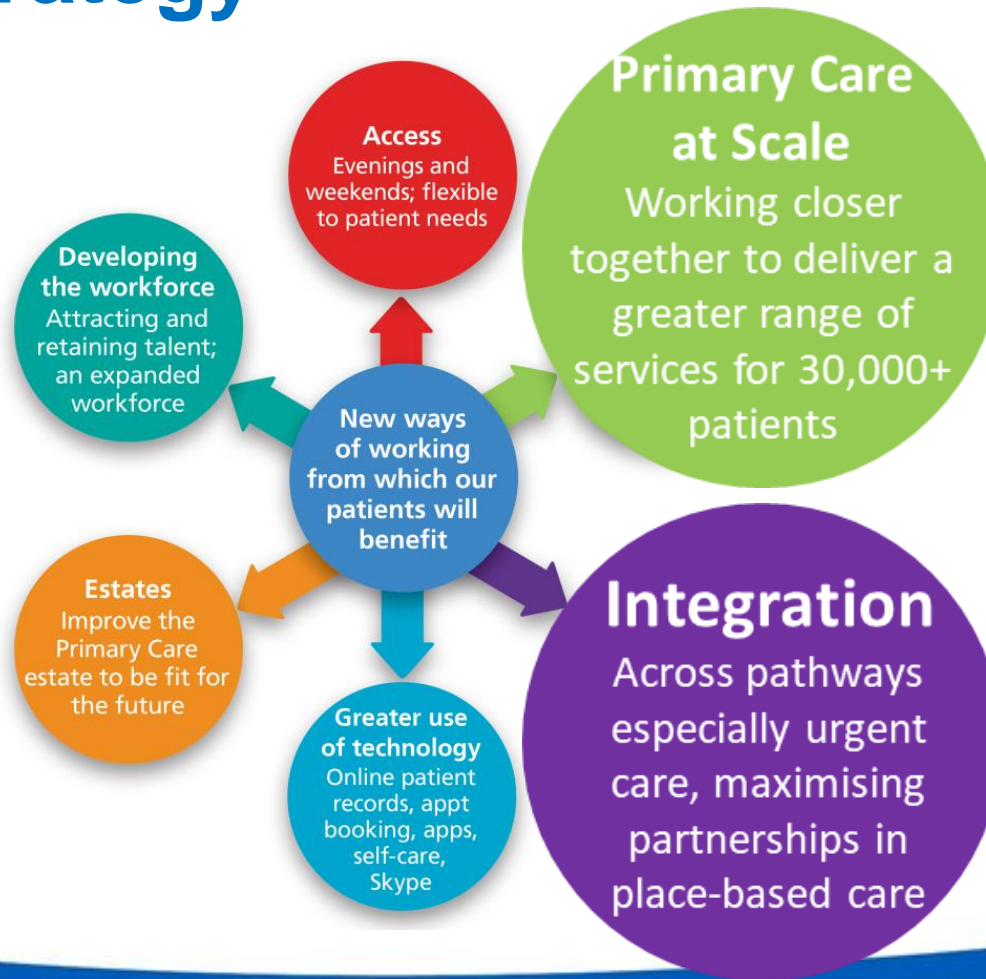 Access
Evenings and
weekends; flexible
to patient needs
Primary Care
at Scale
Working closer
together to deliver a
greater range of
services for 30,000+
patients
Developing
the workforce
Attracting and
retaining talent;
an expanded
workforce
New ways
of working
from which our
patients will
benefit
Estates
Improve the
Primary Care
estate to be fit for
the future
Integration
Across pathways
especially urgent
care, maximising
partnerships in
place-based care
Greater use
of technology
Online patient
records, appt
booking, apps,
self-care,
Skype